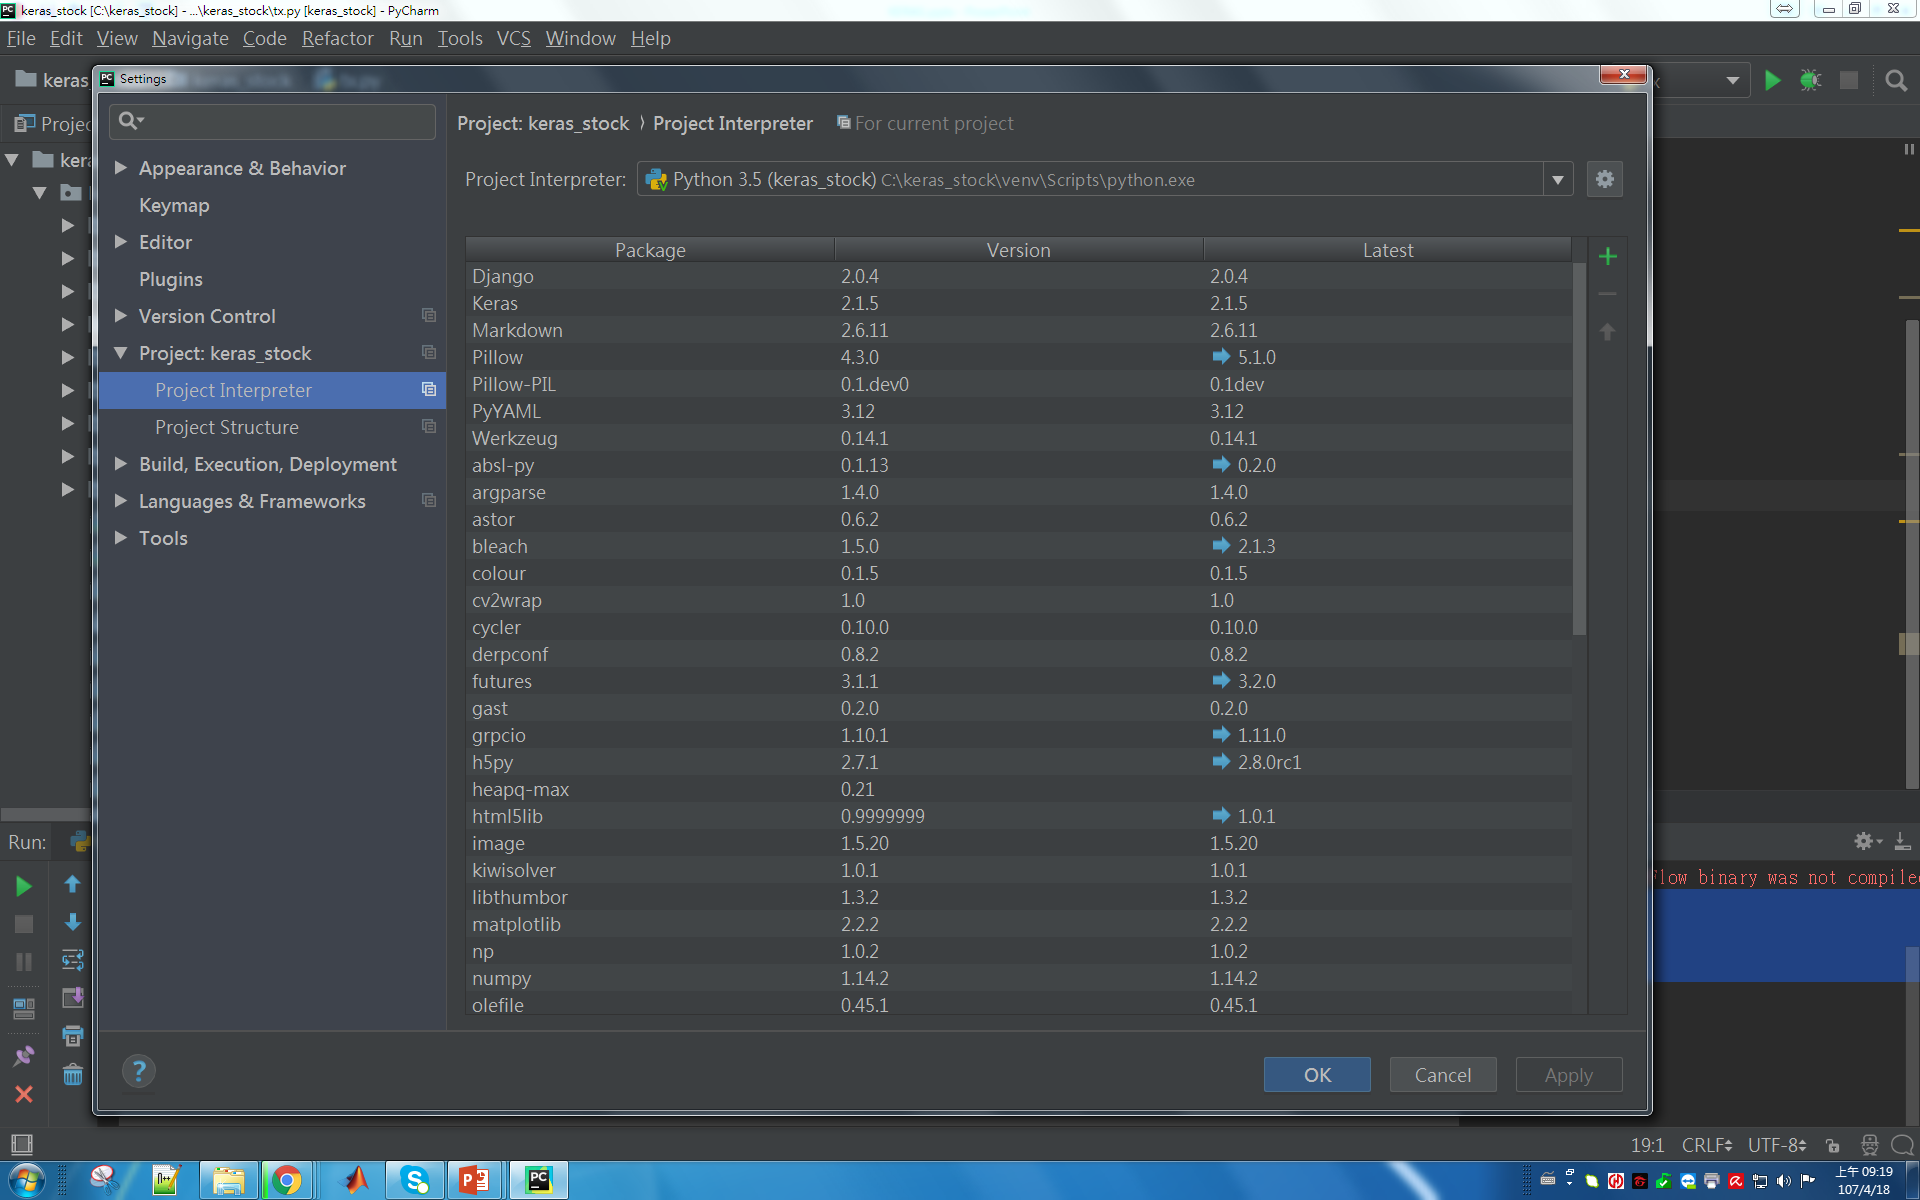 keras_stock [C:\keras_stock] - ...\keras_stock\tx.py [keras_stock] - PyCharm
File Edit View Navigate Code Refactor Run Tools VCS Window Help
keras_
Settings
Projec
kera
Project: keras_stock ⟩ Project Interpreter For current project
Appearance & Behavior
Keymap
Editor
Plugins
Version Control
Project: keras_stock
Project Interpreter
Project Structure
Build, Execution, Deployment
Languages & Frameworks
Tools
Project Interpreter: Python 3.5 (keras_stock) C:\keras_stock\venv\Scripts\python.exe
Package Version Latest
Django 2.0.4 2.0.4
Keras 2.1.5 2.1.5
Markdown 2.6.11 2.6.11
Pillow 4.3.0 5.1.0
Pillow-PIL 0.1.dev0 0.1dev
PyYAML 3.12 3.12
Werkzeug 0.14.1 0.14.1
absl-py 0.1.13 0.2.0
argparse 1.4.0 1.4.0
astor 0.6.2 0.6.2
bleach 1.5.0 2.1.3
colour 0.1.5 0.1.5
cv2wrap 1.0 1.0
cycler 0.10.0 0.10.0
derpconf 0.8.2 0.8.2
futures 3.1.1 3.2.0
gast 0.2.0 0.2.0
grpcio 1.10.1 1.11.0
h5py 2.7.1 2.8.0rc1
heapq-max 0.21
html5lib 0.9999999 1.0.1
image 1.5.20 1.5.20
kiwisolver 1.0.1 1.0.1
libthumbor 1.3.2 1.3.2
matplotlib 2.2.2 2.2.2
np 1.0.2 1.0.2
numpy 1.14.2 1.14.2
olefile 0.45.1 0.45.1
Run:
Flow binary was not compile
OK Cancel Apply
19:1 CRLF UTF-8
上午 09:19
107/4/18